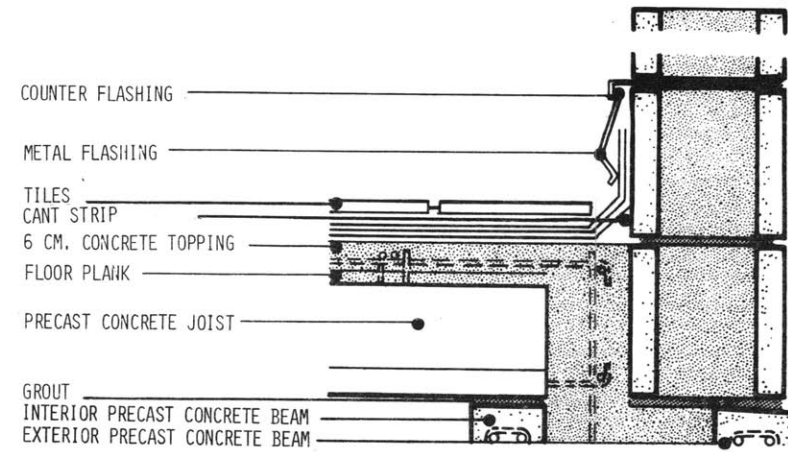 COUNTER FLASHING
METAL FLASHING
TILES
CANT STRIP
6 CM. CONCRETE TOPPING
FLOOR PLANK
PRECAST CONCRETE JOIST
GROUT
INTERIOR PRECAST CONCRETE BEAM
EXTERIOR PRECAST CONCRETE BEAM